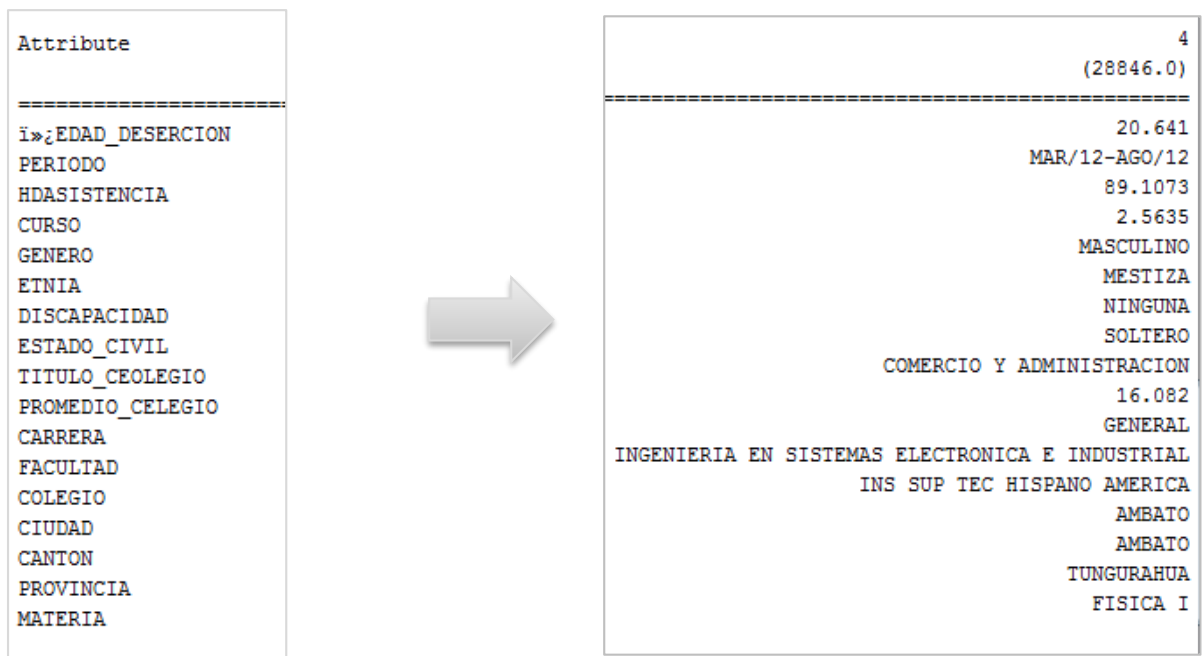 Attribute
======================
ï»¿EDAD_DESERCION
PERIODO
HDASISTENCIA
CURSO
GENERO
ETNIA
DISCAPACIDAD
ESTADO_CIVIL
TITULO_CEOLEGIO
PROMEDIO_CELEGIO
CARRERA
FACULTAD
COLEGIO
CIUDAD
CANTON
PROVINCIA
MATERIA
4
(28846.0)
================================================
20.641
MAR/12-AGO/12
89.1073
2.5635
MASCULINO
MESTIZA
NINGUNA
SOLTERO
COMERCIO Y ADMINISTRACION
16.082
GENERAL
INGENIERIA EN SISTEMAS ELECTRONICA E INDUSTRIAL
INS SUP TEC HISPANO AMERICA
AMBATO
AMBATO
TUNGURAHUA
FISICA I